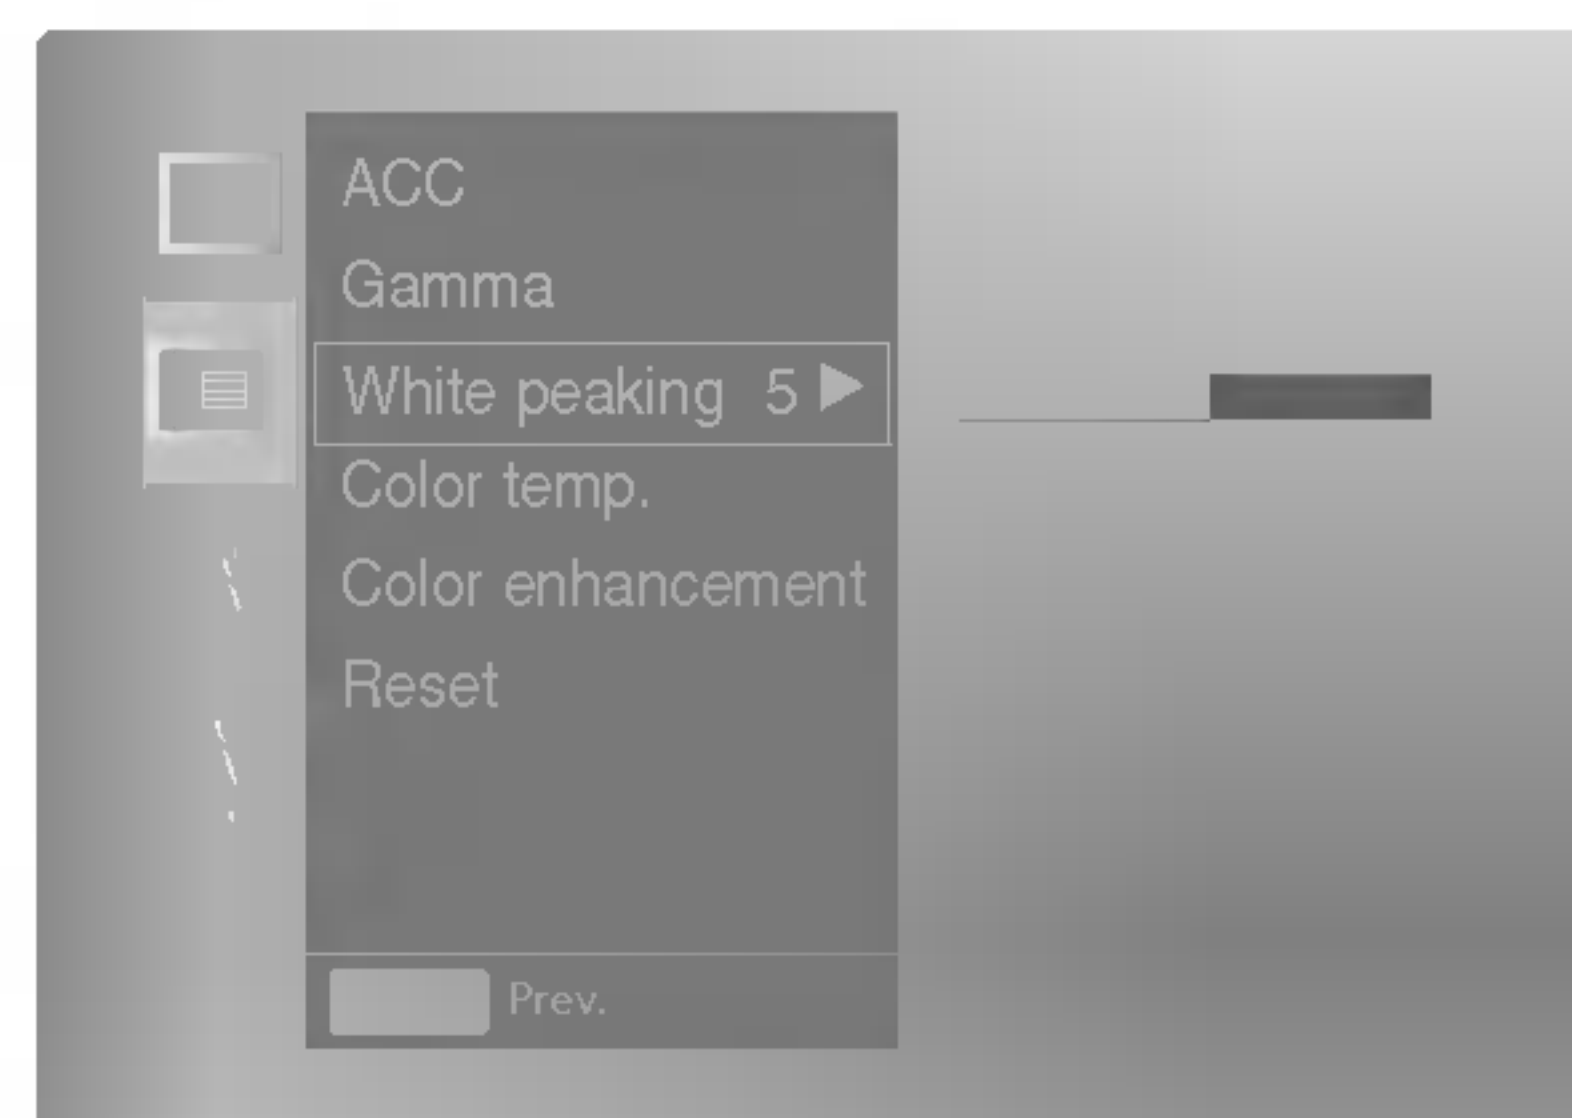 ACC
Gamma
White peaking 5 ▶
Color temp.
Color enhancement
Reset
Prev.